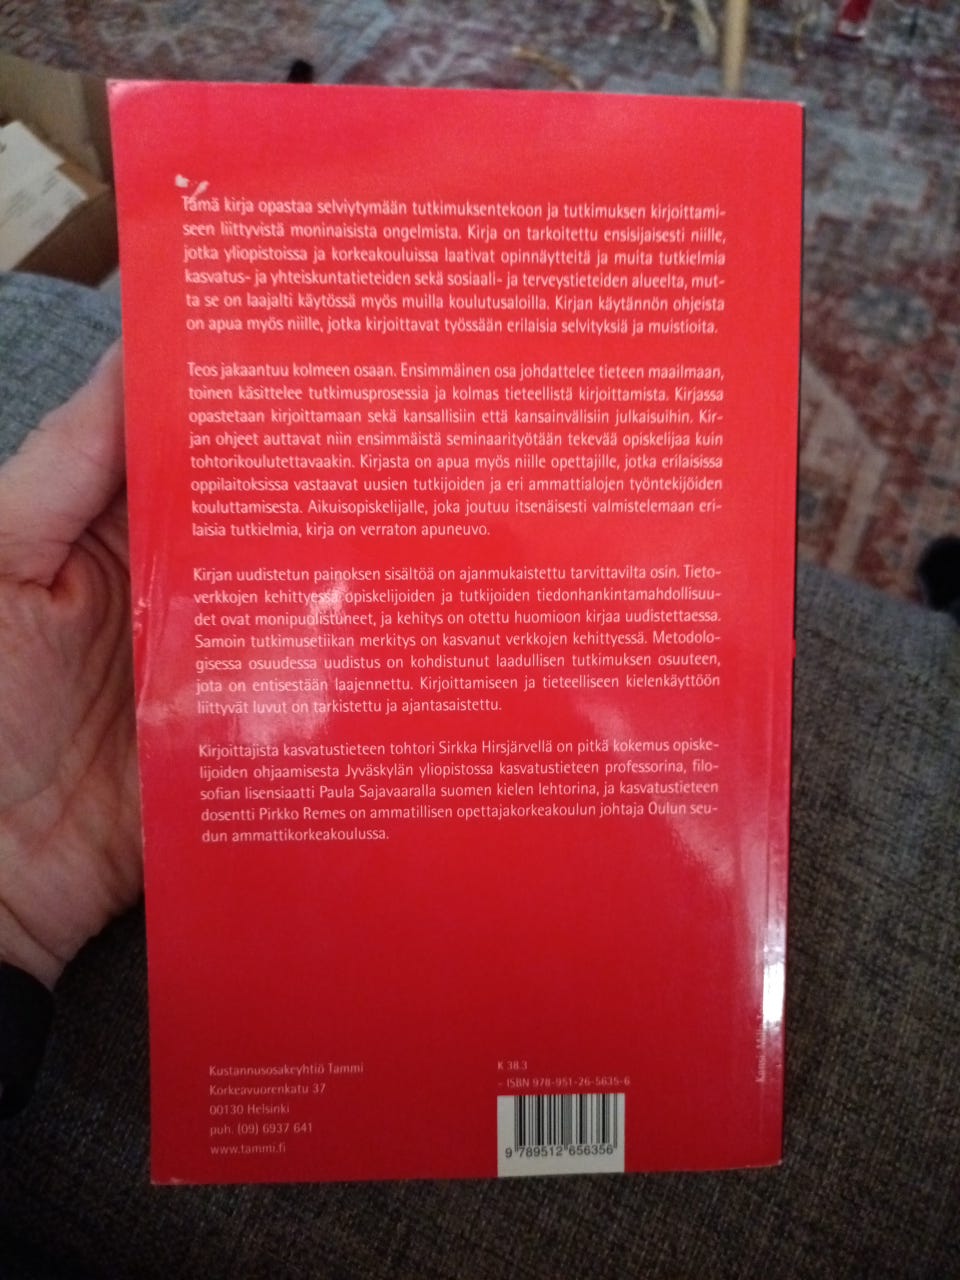 Tämä kirja opastaa selviytymään tutkimuksentekoon ja tutkimuksen kirjoittami-
seen liittyvistä moninaisista ongelmista. Kirja on tarkoitettu ensisijaisesti niille,
jotka yliopistoissa ja korkeakouluissa laativat opinnäytteitä ja muita tutkielmia
kasvatus- ja yhteiskuntatieteiden sekä sosiaali- ja terveystieteiden alueelta, mut-
ta se on laajalti käytössä myös muilla koulutusaloilla. Kirjan käytännön ohjeista
on apua myös niille, jotka kirjoittavat työssään erilaisia selvityksiä ja muistioita.
Teos jakaantuu kolmeen osaan. Ensimmäinen osa johdattelee tieteen maailmaan,
toinen käsittelee tutkimusprosessia ja kolmas tieteellistä kirjoittamista. Kirjassa
opastetaan kirjoittamaan sekä kansallisiin että kansainvälisiin julkaisuihin. Kir-
jan ohjeet auttavat niin ensimmäistä seminaarityötään tekevää opiskelijaa kuin
tohtorikoulutettavaakin. Kirjasta on apua myös niille opettajille, jotka erilaisissa
oppilaitoksissa vastaavat uusien tutkijoiden ja eri ammattialojen työntekijöiden
kouluttamisesta. Aikuisopiskelijalle, joka joutuu itsenäisesti valmistelemaan eri-
laisia tutkielmia, kirja on verraton apuneuvo.
Kirjan uudistetun painoksen sisältöä on ajanmukaistettu tarvittavilta osin. Tieto-
verkkojen kehittyessä opiskelijoiden ja tutkijoiden tiedonhankintamahdollisuu-
det ovat monipuolistuneet, ja kehitys on otettu huomioon kirjaa uudistettaessa.
Samoin tutkimusetiikan merkitys on kasvanut verkkojen kehittyessä. Metodolo-
gisessa osuudessa uudistus on kohdistunut laadullisen tutkimuksen osuuteen,
jota on entisestään laajennettu. Kirjoittamiseen ja tieteelliseen kielenkäyttöön
liittyvät luvut on tarkistettu ja ajantasaistettu.
Kirjoittajista kasvatustieteen tohtori Sirkka Hirsjärvellä on pitkä kokemus opiske-
lijoiden ohjaamisesta Jyväskylän yliopistossa kasvatustieteen professorina, filo-
sofian lisensiaatti Paula Sajavaaralla suomen kielen lehtorina, ja kasvatustieteen
dosentti Pirkko Remes on ammatillisen opettajakorkeakoulun johtaja Oulun seu-
dun ammattikorkeakoulussa.
Kustannusosakeyhtiö Tammi
Korkeavuorenkatu 37
00130 Helsinki
puh. (09) 6937 641
www.tammi.fi
K 38.3
– ISBN 978-951-26-5635-6
9 789512 656356